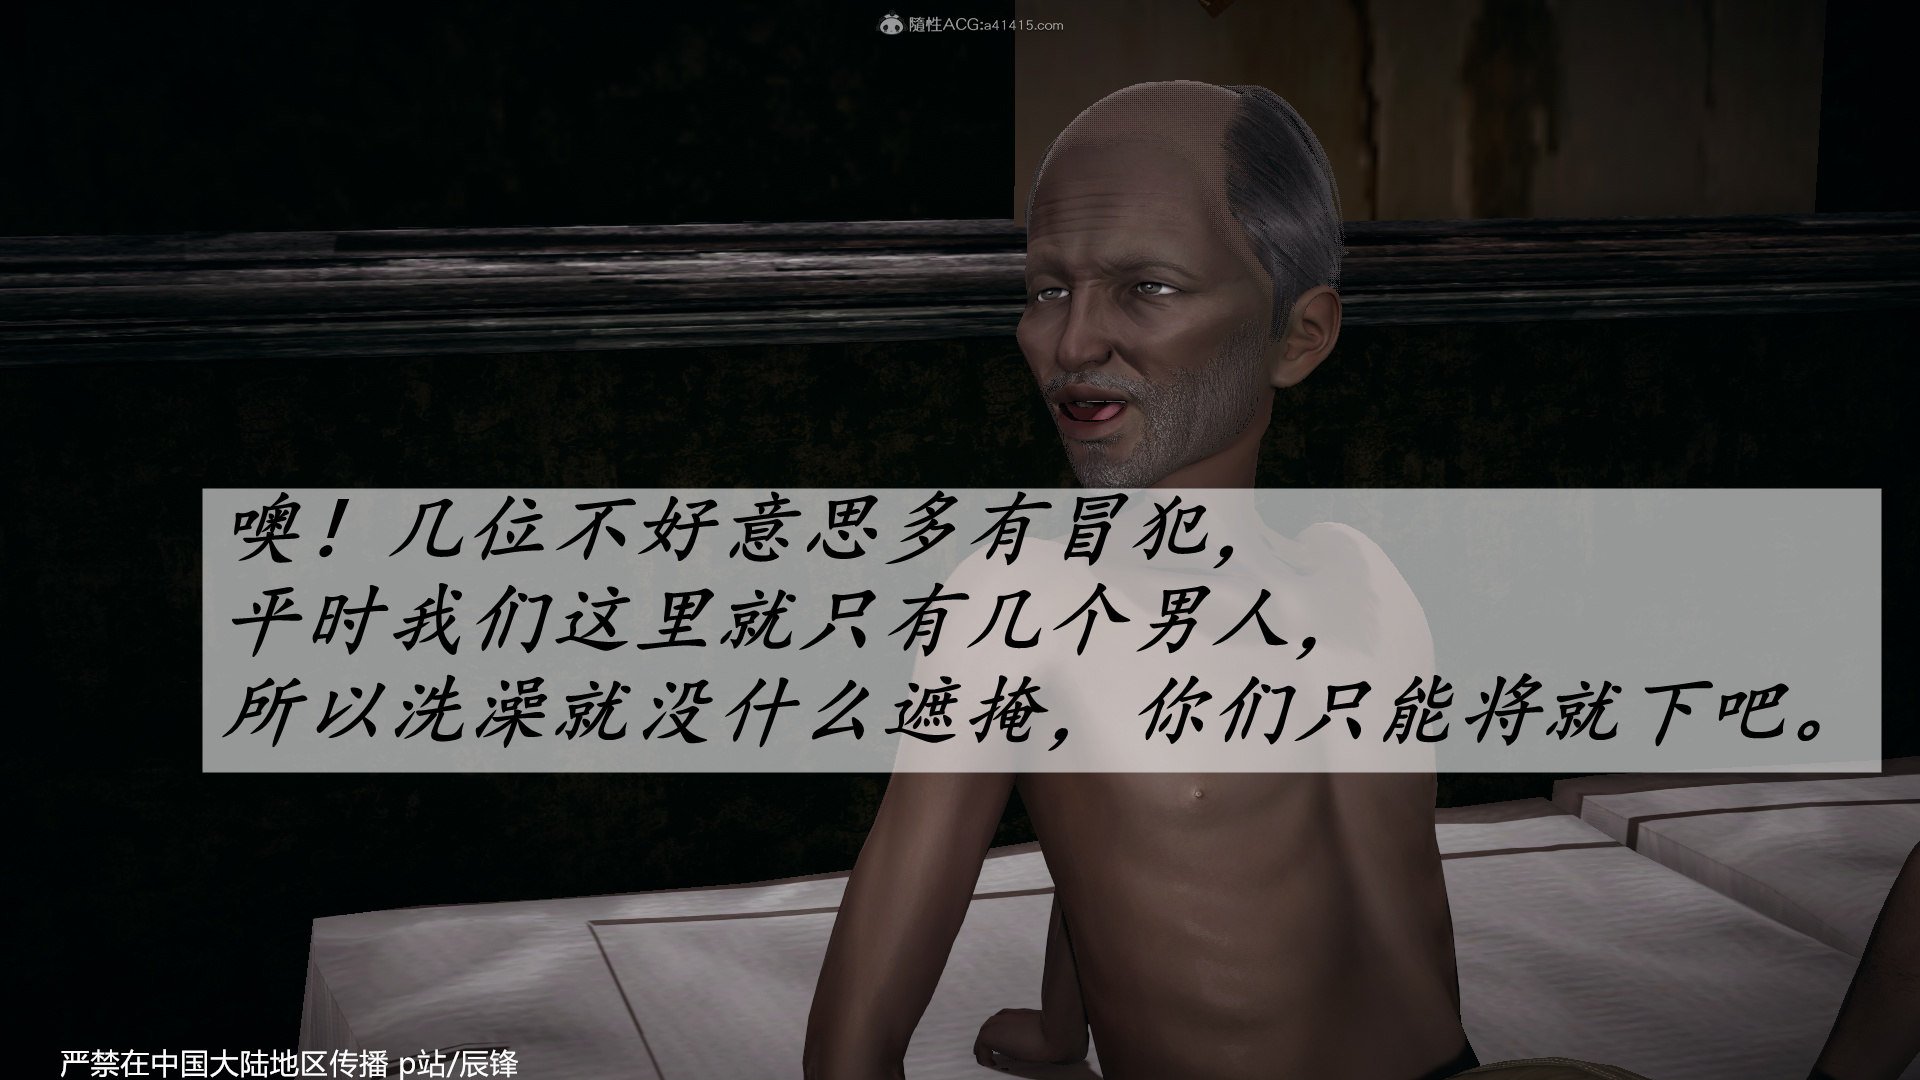 隨性ACG:a41415.com
噢！几位不好意思多有冒犯，
平时我们这里就只有几个男人，
所以洗澡就没什么遮掩，你们只能将就下吧。
严禁在中国大陆地区传播 p站/辰锋